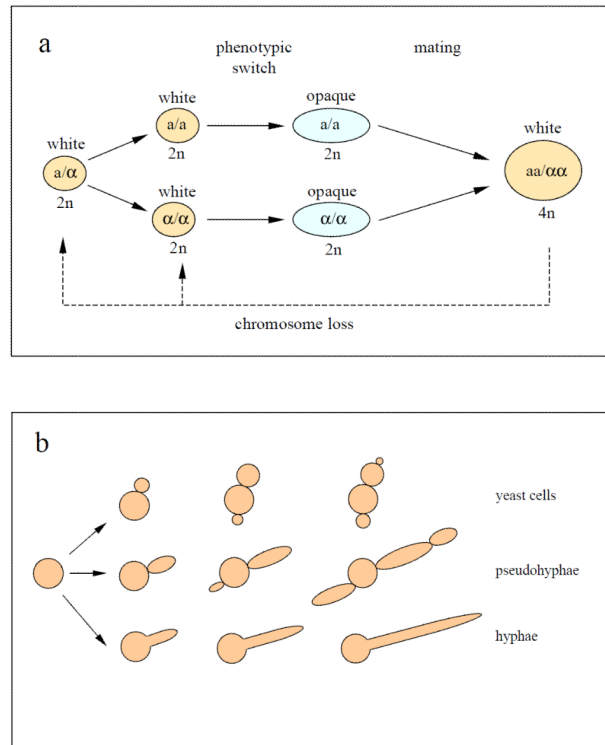 a
phenotypic
switch
mating
white
a/α
2n
white
a/a
2n
opaque
a/a
2n
white
α/α
2n
opaque
α/α
2n
white
aa/αα
4n
chromosome loss
b
yeast cells
pseudohyphae
hyphae